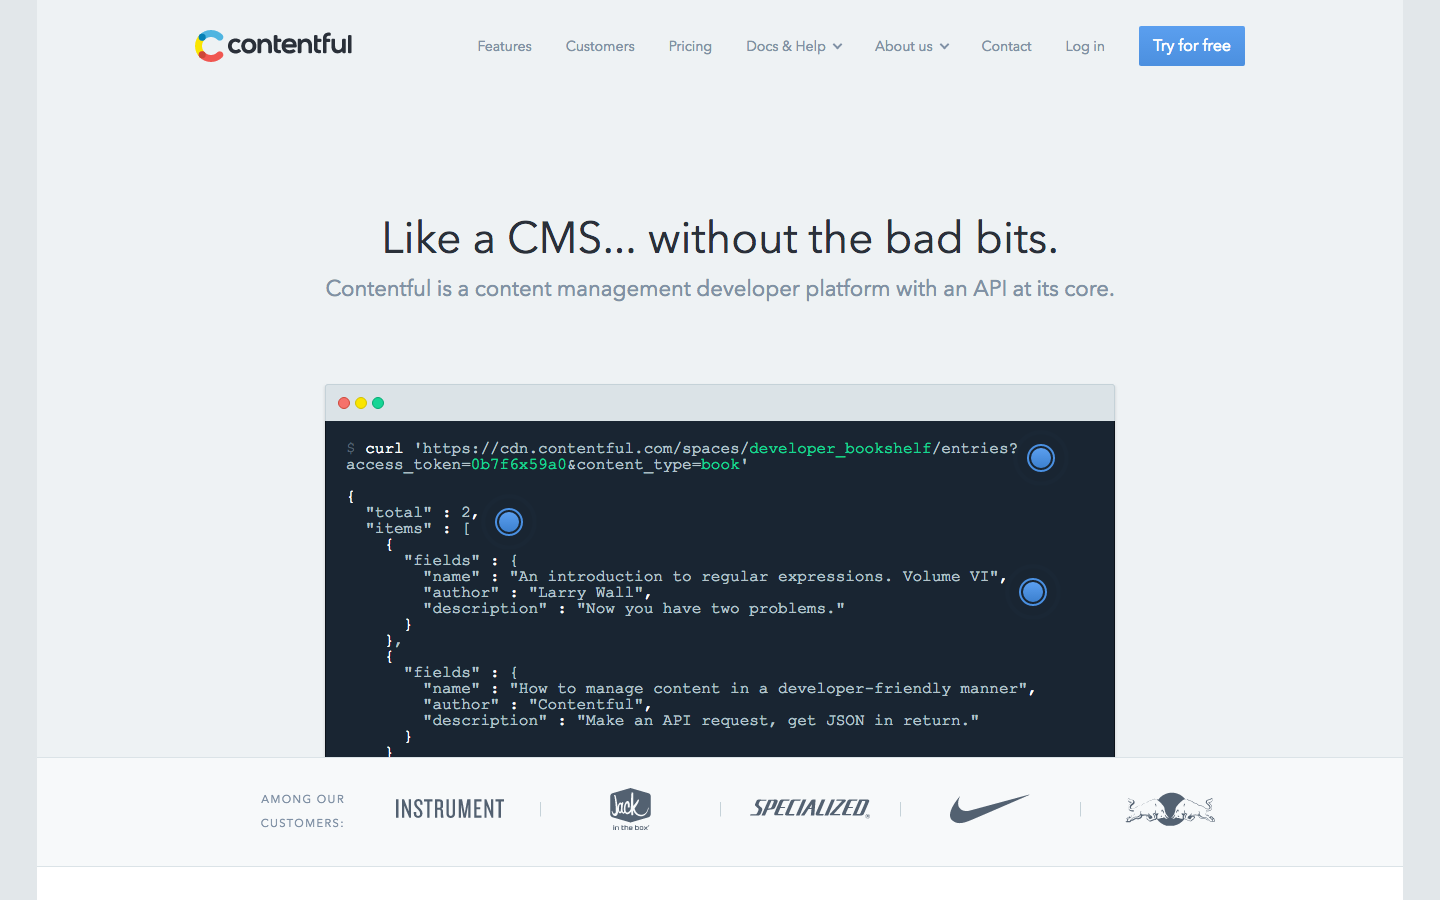 contentful
Features Customers Pricing Docs & Help About us Contact Log in Try for free
Like a CMS... without the bad bits.
Contentful is a content management developer platform with an API at its core.
$ curl 'https://cdn.contentful.com/spaces/developer_bookshelf/entries?
access_token=0b7f6x59a0&content_type=book'
{
"total" : 2,
"items" : [
{
"fields" : {
"name" : "An introduction to regular expressions. Volume VI",
"author" : "Larry Wall",
"description" : "Now you have two problems."
}
},
{
"fields" : {
"name" : "How to manage content in a developer-friendly manner",
"author" : "Contentful",
"description" : "Make an API request, get JSON in return."
}
}
AMONG OUR
CUSTOMERS:
INSTRUMENT
Jack
in the box
SPECIALIZED